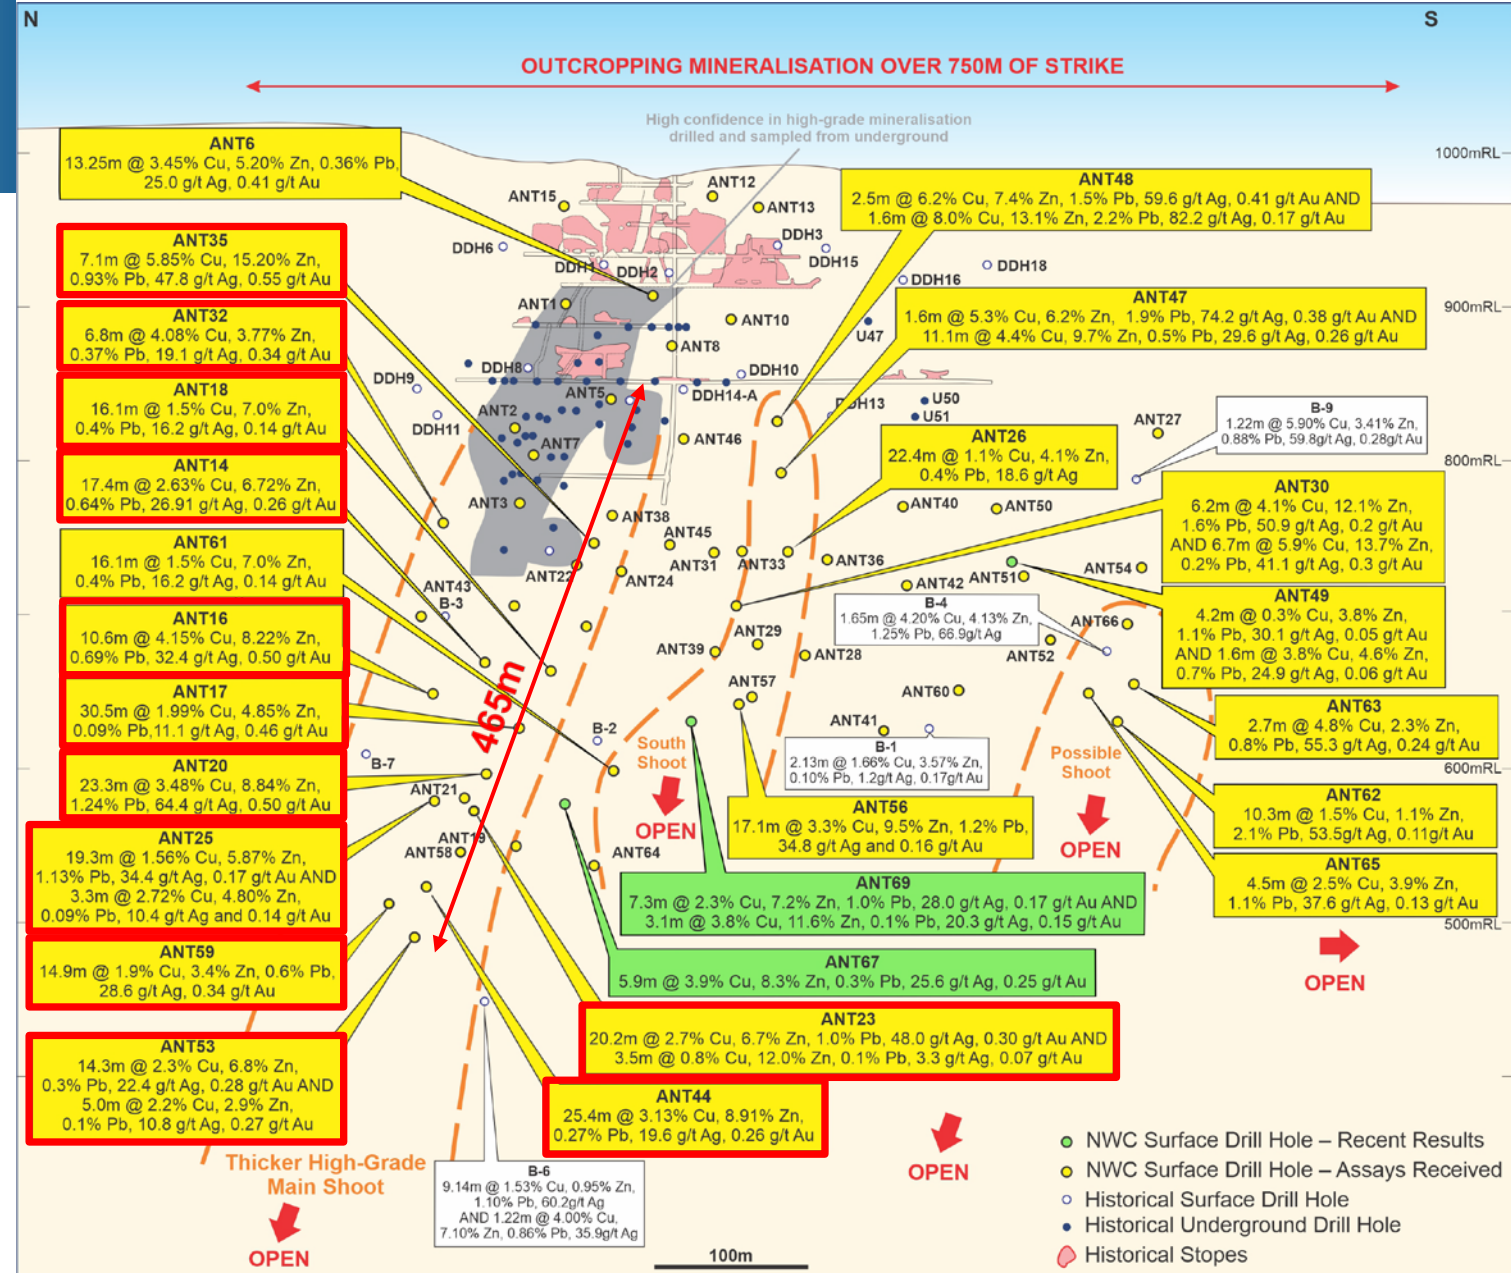 N
S
OUTCROPPING MINERALISATION OVER 750M OF STRIKE
High confidence in high-grade mineralisation
drilled and sampled from underground
1000mRL
900mRL
800mRL
600mRL
500mRL
ANT6
13.25m @ 3.45% Cu, 5.20% Zn, 0.36% Pb,
25.0 g/t Ag, 0.41 g/t Au
ANT35
7.1m @ 5.85% Cu, 15.20% Zn,
0.93% Pb, 47.8 g/t Ag, 0.55 g/t Au
ANT32
6.8m @ 4.08% Cu, 3.77% Zn,
0.37% Pb, 19.1 g/t Ag, 0.34 g/t Au
ANT18
16.1m @ 1.5% Cu, 7.0% Zn,
0.4% Pb, 16.2 g/t Ag, 0.14 g/t Au
ANT14
17.4m @ 2.63% Cu, 6.72% Zn,
0.64% Pb, 26.91 g/t Ag, 0.26 g/t Au
ANT61
16.1m @ 1.5% Cu, 7.0% Zn,
0.4% Pb, 16.2 g/t Ag, 0.14 g/t Au
ANT16
10.6m @ 4.15% Cu, 8.22% Zn,
0.69% Pb, 32.4 g/t Ag, 0.50 g/t Au
ANT17
30.5m @ 1.99% Cu, 4.85% Zn,
0.09% Pb,11.1 g/t Ag, 0.46 g/t Au
ANT20
23.3m @ 3.48% Cu, 8.84% Zn,
1.24% Pb, 64.4 g/t Ag, 0.50 g/t Au
ANT25
19.3m @ 1.56% Cu, 5.87% Zn,
1.13% Pb, 34.4 g/t Ag, 0.17 g/t Au AND
3.3m @ 2.72% Cu, 4.80% Zn,
0.09% Pb, 10.4 g/t Ag and 0.14 g/t Au
ANT59
14.9m @ 1.9% Cu, 3.4% Zn, 0.6% Pb,
28.6 g/t Ag, 0.34 g/t Au
ANT53
14.3m @ 2.3% Cu, 6.8% Zn,
0.3% Pb, 22.4 g/t Ag, 0.28 g/t Au AND
5.0m @ 2.2% Cu, 2.9% Zn,
0.1% Pb, 10.8 g/t Ag, 0.27 g/t Au
ANT15
ANT12
ANT13
DDH6
DDH1
DDH2
DDH3
DDH15
DDH16
DDH18
ANT1
ANT10
ANT8
U47
DDH8
DDH9
DDH10
ANT5
DDH14-A
DDH13
U50
U51
DDH11
ANT2
ANT7
ANT46
ANT27
ANT3
ANT38
ANT40
ANT50
ANT45
ANT31
ANT33
ANT36
ANT22
ANT24
ANT42
ANT51
ANT54
ANT43
B-3
ANT66
ANT39
ANT29
ANT28
ANT52
ANT57
ANT60
ANT41
465m
B-2
B-7
ANT21
ANT19
ANT58
ANT64
ANT48
2.5m @ 6.2% Cu, 7.4% Zn, 1.5% Pb, 59.6 g/t Ag, 0.41 g/t Au AND
1.6m @ 8.0% Cu, 13.1% Zn, 2.2% Pb, 82.2 g/t Ag, 0.17 g/t Au
ANT47
1.6m @ 5.3% Cu, 6.2% Zn, 1.9% Pb, 74.2 g/t Ag, 0.38 g/t Au AND
11.1m @ 4.4% Cu, 9.7% Zn, 0.5% Pb, 29.6 g/t Ag, 0.26 g/t Au
B-9
1.22m @ 5.90% Cu, 3.41% Zn,
0.88% Pb, 59.8g/t Ag, 0.28g/t Au
ANT26
22.4m @ 1.1% Cu, 4.1% Zn,
0.4% Pb, 18.6 g/t Ag
ANT30
6.2m @ 4.1% Cu, 12.1% Zn,
1.6% Pb, 50.9 g/t Ag, 0.2 g/t Au
AND 6.7m @ 5.9% Cu, 13.7% Zn,
0.2% Pb, 41.1 g/t Ag, 0.3 g/t Au
B-4
1.65m @ 4.20% Cu, 4.13% Zn,
1.25% Pb, 66.9g/t Ag
ANT49
4.2m @ 0.3% Cu, 3.8% Zn,
1.1% Pb, 30.1 g/t Ag, 0.05 g/t Au
AND 1.6m @ 3.8% Cu, 4.6% Zn,
0.7% Pb, 24.9 g/t Ag, 0.06 g/t Au
ANT63
2.7m @ 4.8% Cu, 2.3% Zn,
0.8% Pb, 55.3 g/t Ag, 0.24 g/t Au
B-1
2.13m @ 1.66% Cu, 3.57% Zn,
0.10% Pb, 1.2g/t Ag, 0.17g/t Au
ANT62
10.3m @ 1.5% Cu, 1.1% Zn,
2.1% Pb, 53.5g/t Ag, 0.11g/t Au
ANT56
17.1m @ 3.3% Cu, 9.5% Zn, 1.2% Pb,
34.8 g/t Ag and 0.16 g/t Au
ANT65
4.5m @ 2.5% Cu, 3.9% Zn,
1.1% Pb, 37.6 g/t Ag, 0.13 g/t Au
ANT69
7.3m @ 2.3% Cu, 7.2% Zn, 1.0% Pb, 28.0 g/t Ag, 0.17 g/t Au AND
3.1m @ 3.8% Cu, 11.6% Zn, 0.1% Pb, 20.3 g/t Ag, 0.15 g/t Au
ANT67
5.9m @ 3.9% Cu, 8.3% Zn, 0.3% Pb, 25.6 g/t Ag, 0.25 g/t Au
ANT23
20.2m @ 2.7% Cu, 6.7% Zn, 1.0% Pb, 48.0 g/t Ag, 0.30 g/t Au AND
3.5m @ 0.8% Cu, 12.0% Zn, 0.1% Pb, 3.3 g/t Ag, 0.07 g/t Au
ANT44
25.4m @ 3.13% Cu, 8.91% Zn,
0.27% Pb, 19.6 g/t Ag, 0.26 g/t Au
B-6
9.14m @ 1.53% Cu, 0.95% Zn,
1.10% Pb, 60.2g/t Ag
AND 1.22m @ 4.00% Cu,
7.10% Zn, 0.86% Pb, 35.9g/t Ag
South
Shoot
OPEN
Possible
Shoot
OPEN
OPEN
OPEN
Thicker High-Grade
Main Shoot
OPEN
100m
NWC Surface Drill Hole – Recent Results
NWC Surface Drill Hole – Assays Received
Historical Surface Drill Hole
Historical Underground Drill Hole
Historical Stopes